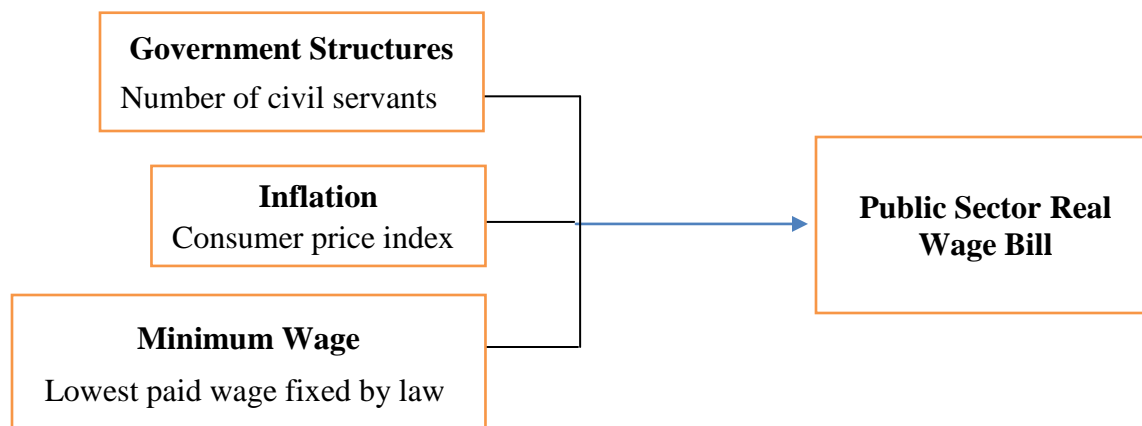 Government Structures
Number of civil servants
Inflation
Consumer price index
Minimum Wage
Lowest paid wage fixed by law
Public Sector Real
Wage Bill